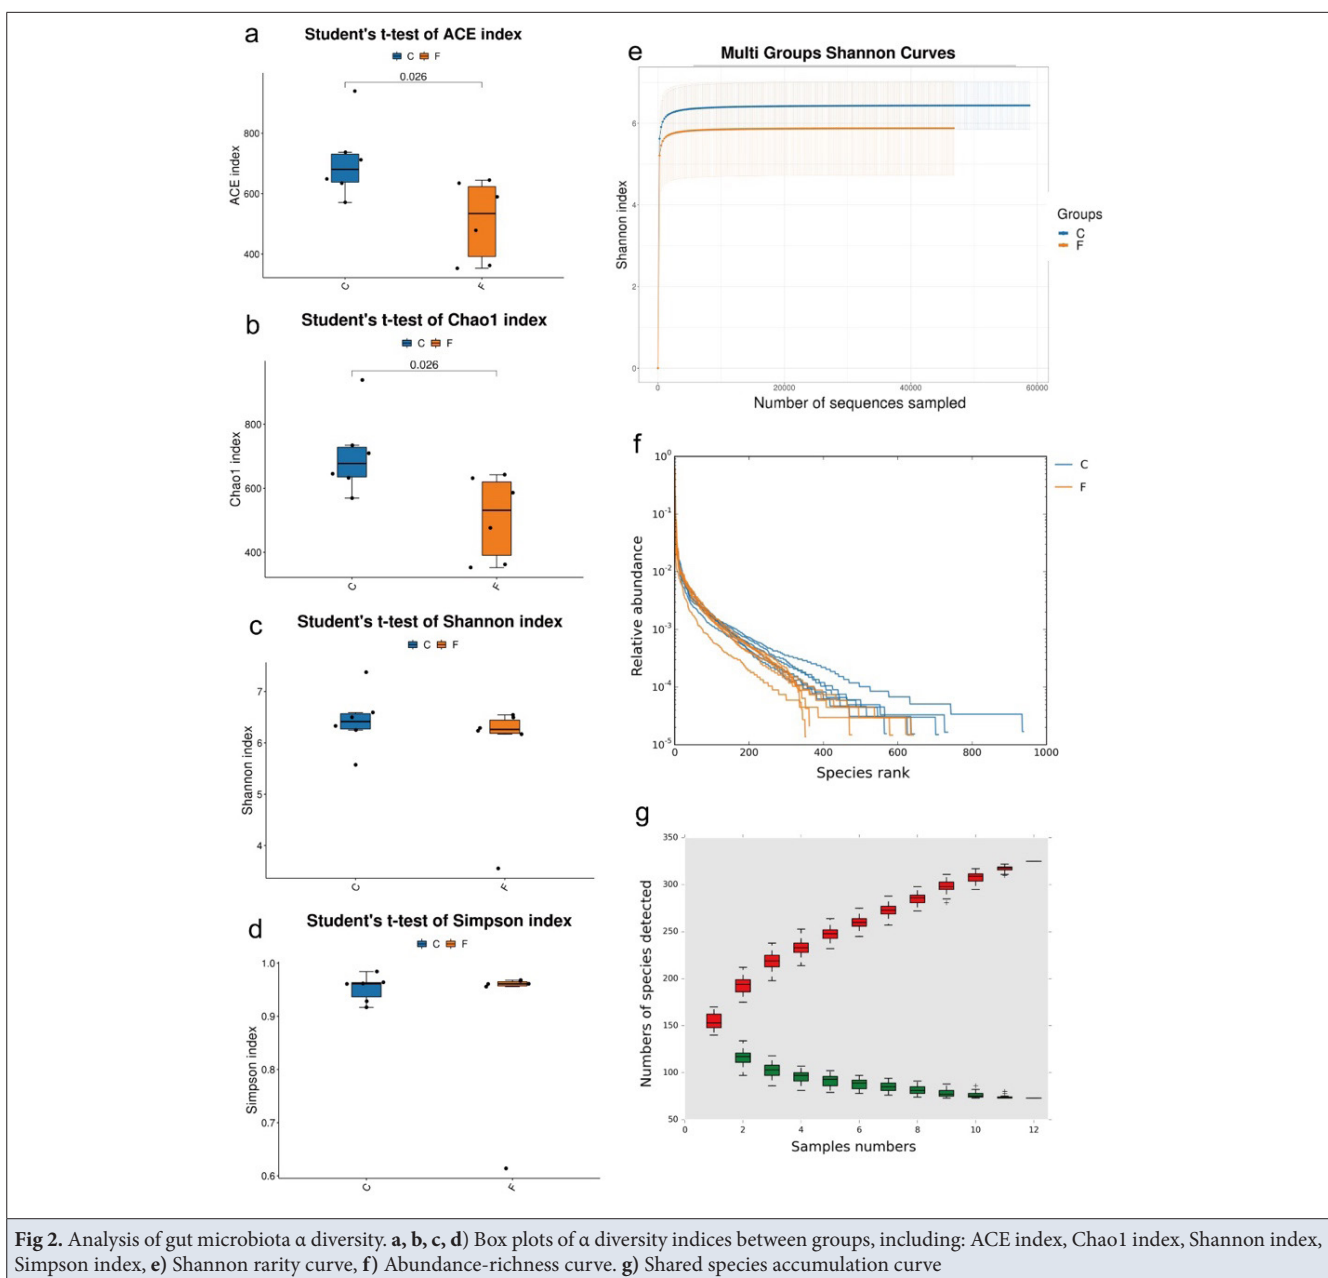 a
Student's t-test of ACE index
C F
0.026
ACE index
800
600
400
C
F
b
Student's t-test of Chao1 index
C F
0.026
Chao1 index
800
600
400
C
F
c
Student's t-test of Shannon index
C F
Shannon index
7
6
5
4
C
F
d
Student's t-test of Simpson index
C F
Simpson index
1.0
0.9
0.8
0.7
0.6
C
F
e
Multi Groups Shannon Curves
Shannon index
6
4
2
0
0 20000 40000 60000
Number of sequences sampled
Groups
C
F
f
Relative abundance
10^0
10^-1
10^-2
10^-3
10^-4
10^-5
0 200 400 600 800 1000
Species rank
C
F
g
Numbers of species detected
350
300
250
200
150
100
50
0 2 4 6 8 10 12
Samples numbers
Fig 2. Analysis of gut microbiota α diversity. a, b, c, d) Box plots of α diversity indices between groups, including: ACE index, Chao1 index, Shannon index,
Simpson index, e) Shannon rarity curve, f) Abundance-richness curve. g) Shared species accumulation curve